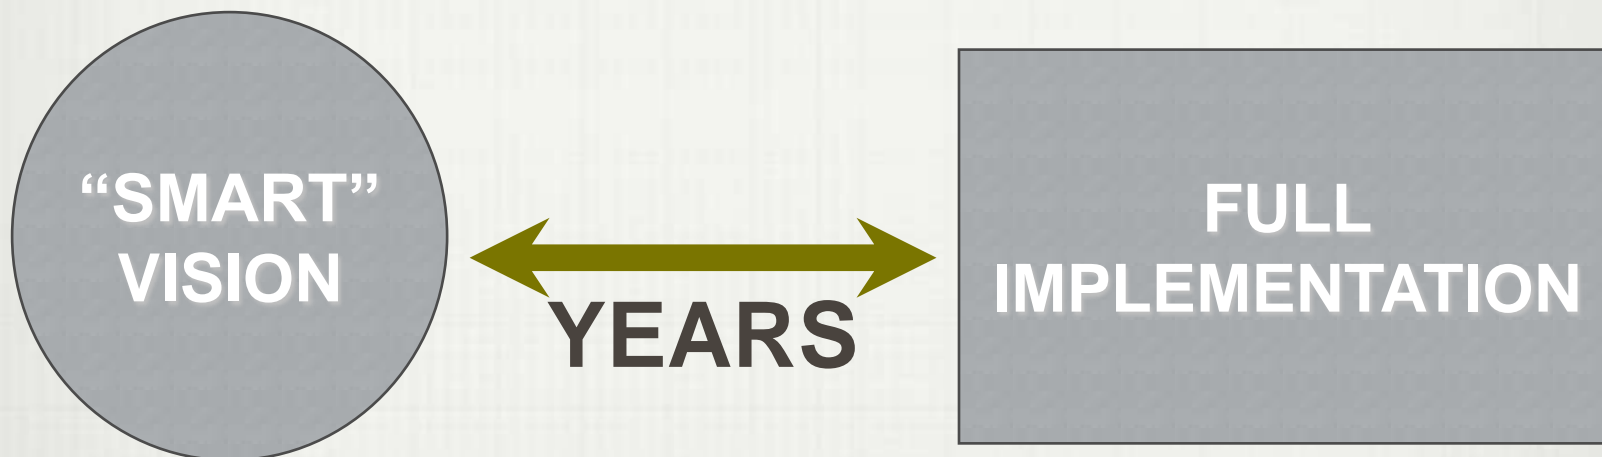 “SMART”
VISION
YEARS
FULL
IMPLEMENTATION